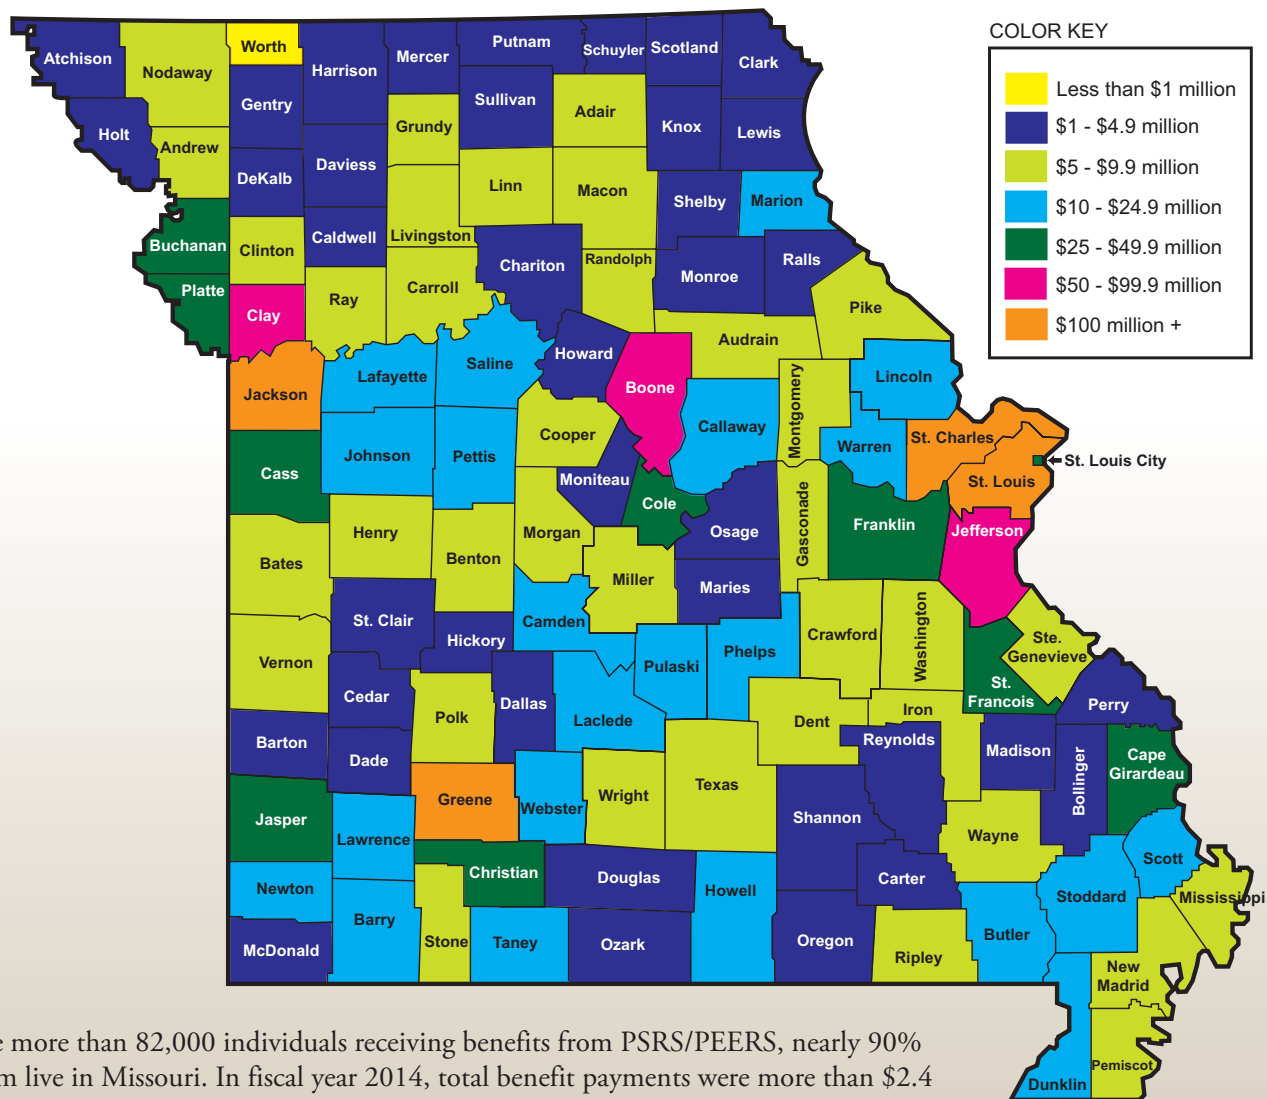 COLOR KEY
Less than $1 million
$1 - $4.9 million
$5 - $9.9 million
$10 - $24.9 million
$25 - $49.9 million
$50 - $99.9 million
$100 million +
Atchison
Nodaway
Worth
Harrison
Mercer
Putnam
Schuyler
Scotland
Clark
Gentry
Sullivan
Adair
Knox
Lewis
Holt
Andrew
Grundy
DeKalb
Daviess
Linn
Macon
Shelby
Marion
Buchanan
Clinton
Caldwell
Livingston
Chariton
Randolph
Monroe
Ralls
Platte
Clay
Ray
Carroll
Pike
Audrain
Howard
Boone
Saline
Lafayette
Jackson
Lincoln
Montgomery
Callaway
Warren
St. Charles
St. Louis City
St. Louis
Cooper
Johnson
Pettis
Cass
Moniteau
Cole
Osage
Gasconade
Franklin
Jefferson
Henry
Morgan
Benton
Bates
Miller
Maries
Camden
St. Clair
Hickory
Pulaski
Phelps
Crawford
Washington
Ste.
Genevieve
St.
Francois
Perry
Vernon
Cedar
Polk
Dallas
Laclede
Dent
Iron
Reynolds
Madison
Bollinger
Cape
Girardeau
Barton
Dade
Greene
Webster
Wright
Texas
Shannon
Wayne
Jasper
Lawrence
Christian
Douglas
Howell
Carter
Scott
Stoddard
Mississippi
Newton
Barry
Stone
Taney
Ozark
Oregon
Ripley
Butler
McDonald
New
Madrid
Pemiscot
Dunklin
more than 82,000 individuals receiving benefits from PSRS/PEERS, nearly 90%
live in Missouri. In fiscal year 2014, total benefit payments were more than $2.4